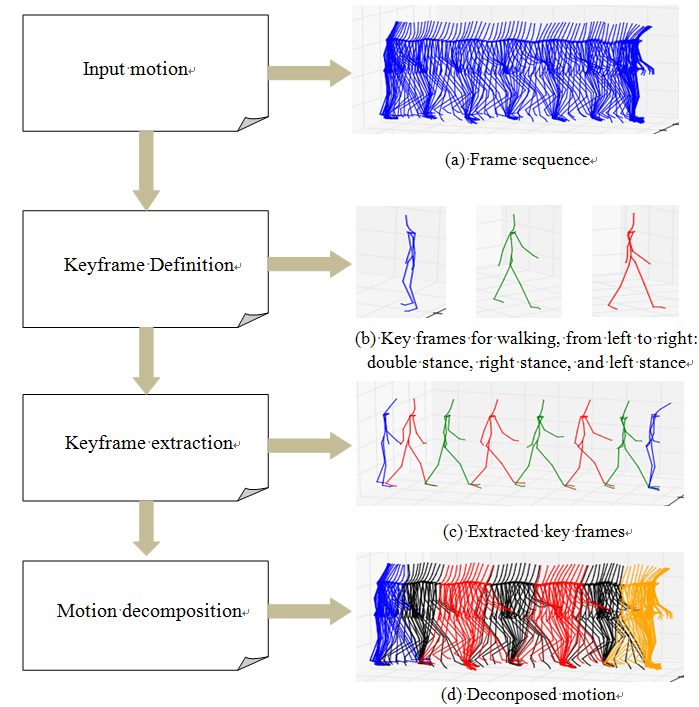 Input motion
(a) Frame sequence
Keyframe Definition
(b) Key frames for walking, from left to right:
double stance, right stance, and left stance
Keyframe extraction
(c) Extracted key frames
Motion decomposition
(d) Deconposed motion